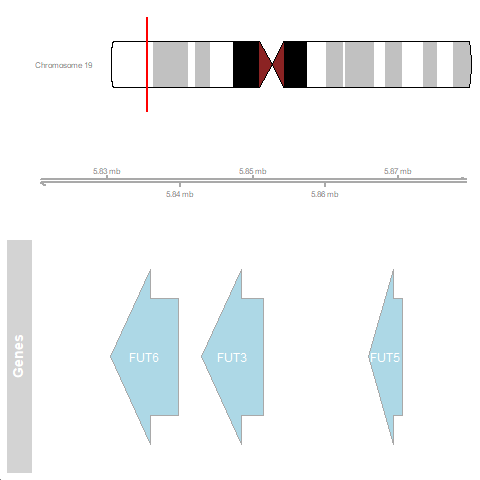 Chromosome 19
5.83 mb
5.85 mb
5.87 mb
5.84 mb
5.86 mb
Genes
FUT6
FUT3
FUT5